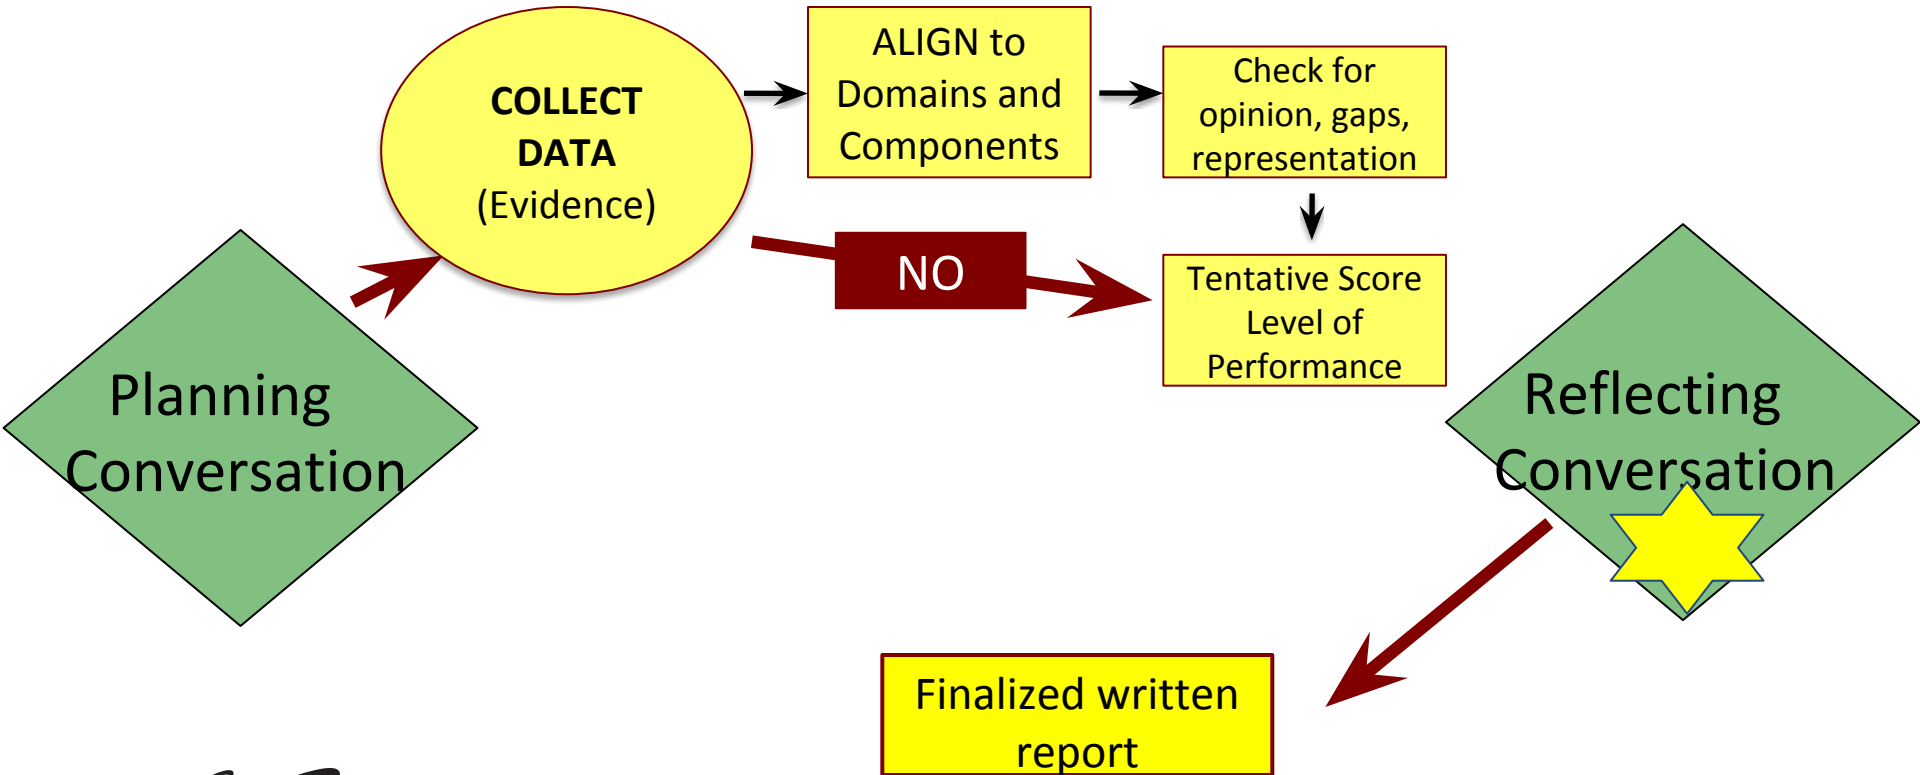 Planning
Conversation
COLLECT
DATA
(Evidence)
ALIGN to
Domains and
Components
Check for
opinion, gaps,
representation
NO
Tentative Score
Level of
Performance
Reflecting
Conversation
Finalized written
report